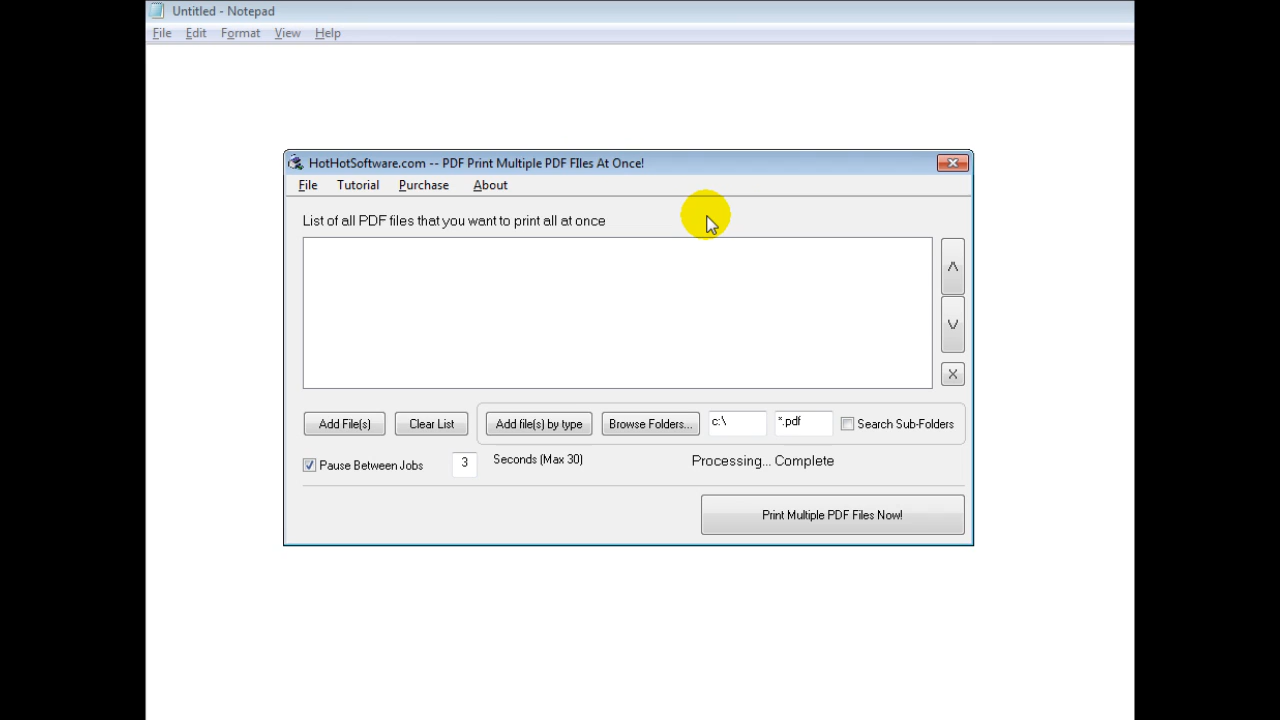 Untitled - Notepad
File Edit Format View Help
HotHotSoftware.com -- PDF Print Multiple PDF FIles At Once!
File Tutorial Purchase About
List of all PDF files that you want to print all at once
/\
\/
X
Add File(s) Clear List Add file(s) by type Browse Folders... c:\ *.pdf Search Sub-Folders
Pause Between Jobs 3 Seconds (Max 30) Processing... Complete
Print Multiple PDF Files Now!